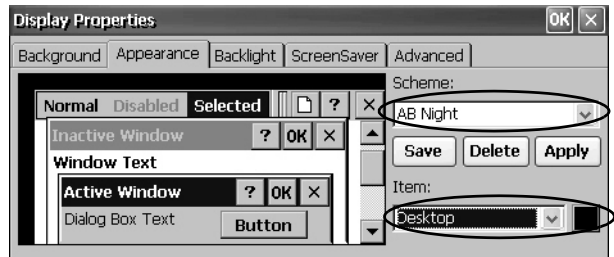 Display Properties OK ×
Background Appearance Backlight ScreenSaver Advanced
Scheme:
AB Night
Save Delete Apply
Item:
Desktop
Normal Disabled Selected ? ×
Inactive Window ? OK ×
Window Text
Active Window ? OK ×
Dialog Box Text Button